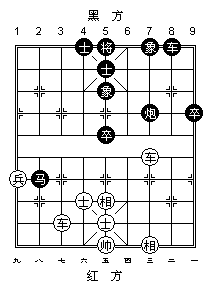 黑 方
1 2 3 4 5 6 7 8 9
士 将 象 车
士
象
炮 卒
卒
车
兵 马
士 相
车 士
帅 相
九 八 七 六 五 四 三 二 一
红 方